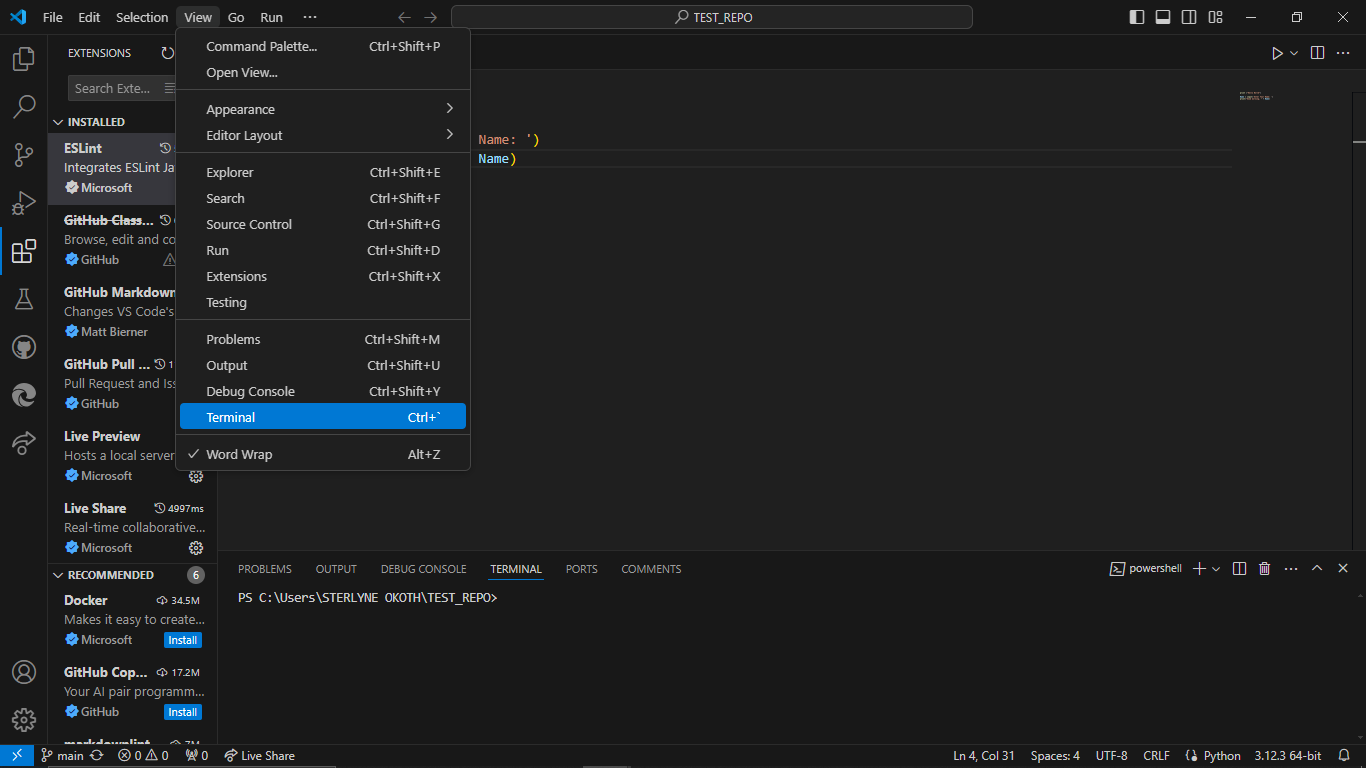 File Edit Selection View Go Run ··· TEST_REPO
EXTENSIONS
Search Exte...
INSTALLED
ESLint
Integrates ESLint Ja
Microsoft
GitHub Class...
Browse, edit and co
GitHub
GitHub Markdown
Changes VS Code's
Matt Bierner
GitHub Pull ... 1
Pull Request and Iss
GitHub
Live Preview
Hosts a local server
Microsoft
Live Share 4997ms
Real-time collaborative...
Microsoft
RECOMMENDED 6
Docker 34.5M
Makes it easy to create...
Microsoft Install
GitHub Cop... 17.2M
Your AI pair programm...
GitHub Install
markdownlint 7M
Command Palette... Ctrl+Shift+P
Open View...
Appearance
Editor Layout
Explorer Ctrl+Shift+E
Search Ctrl+Shift+F
Source Control Ctrl+Shift+G
Run Ctrl+Shift+D
Extensions Ctrl+Shift+X
Testing
Problems Ctrl+Shift+M
Output Ctrl+Shift+U
Debug Console Ctrl+Shift+Y
Terminal Ctrl+`
Word Wrap Alt+Z
Name: ')
Name)
PROBLEMS OUTPUT DEBUG CONSOLE TERMINAL PORTS COMMENTS powershell
PS C:\Users\STERLYNE OKOTH\TEST_REPO>
main 0 0 0 Live Share Ln 4, Col 31 Spaces: 4 UTF-8 CRLF Python 3.12.3 64-bit